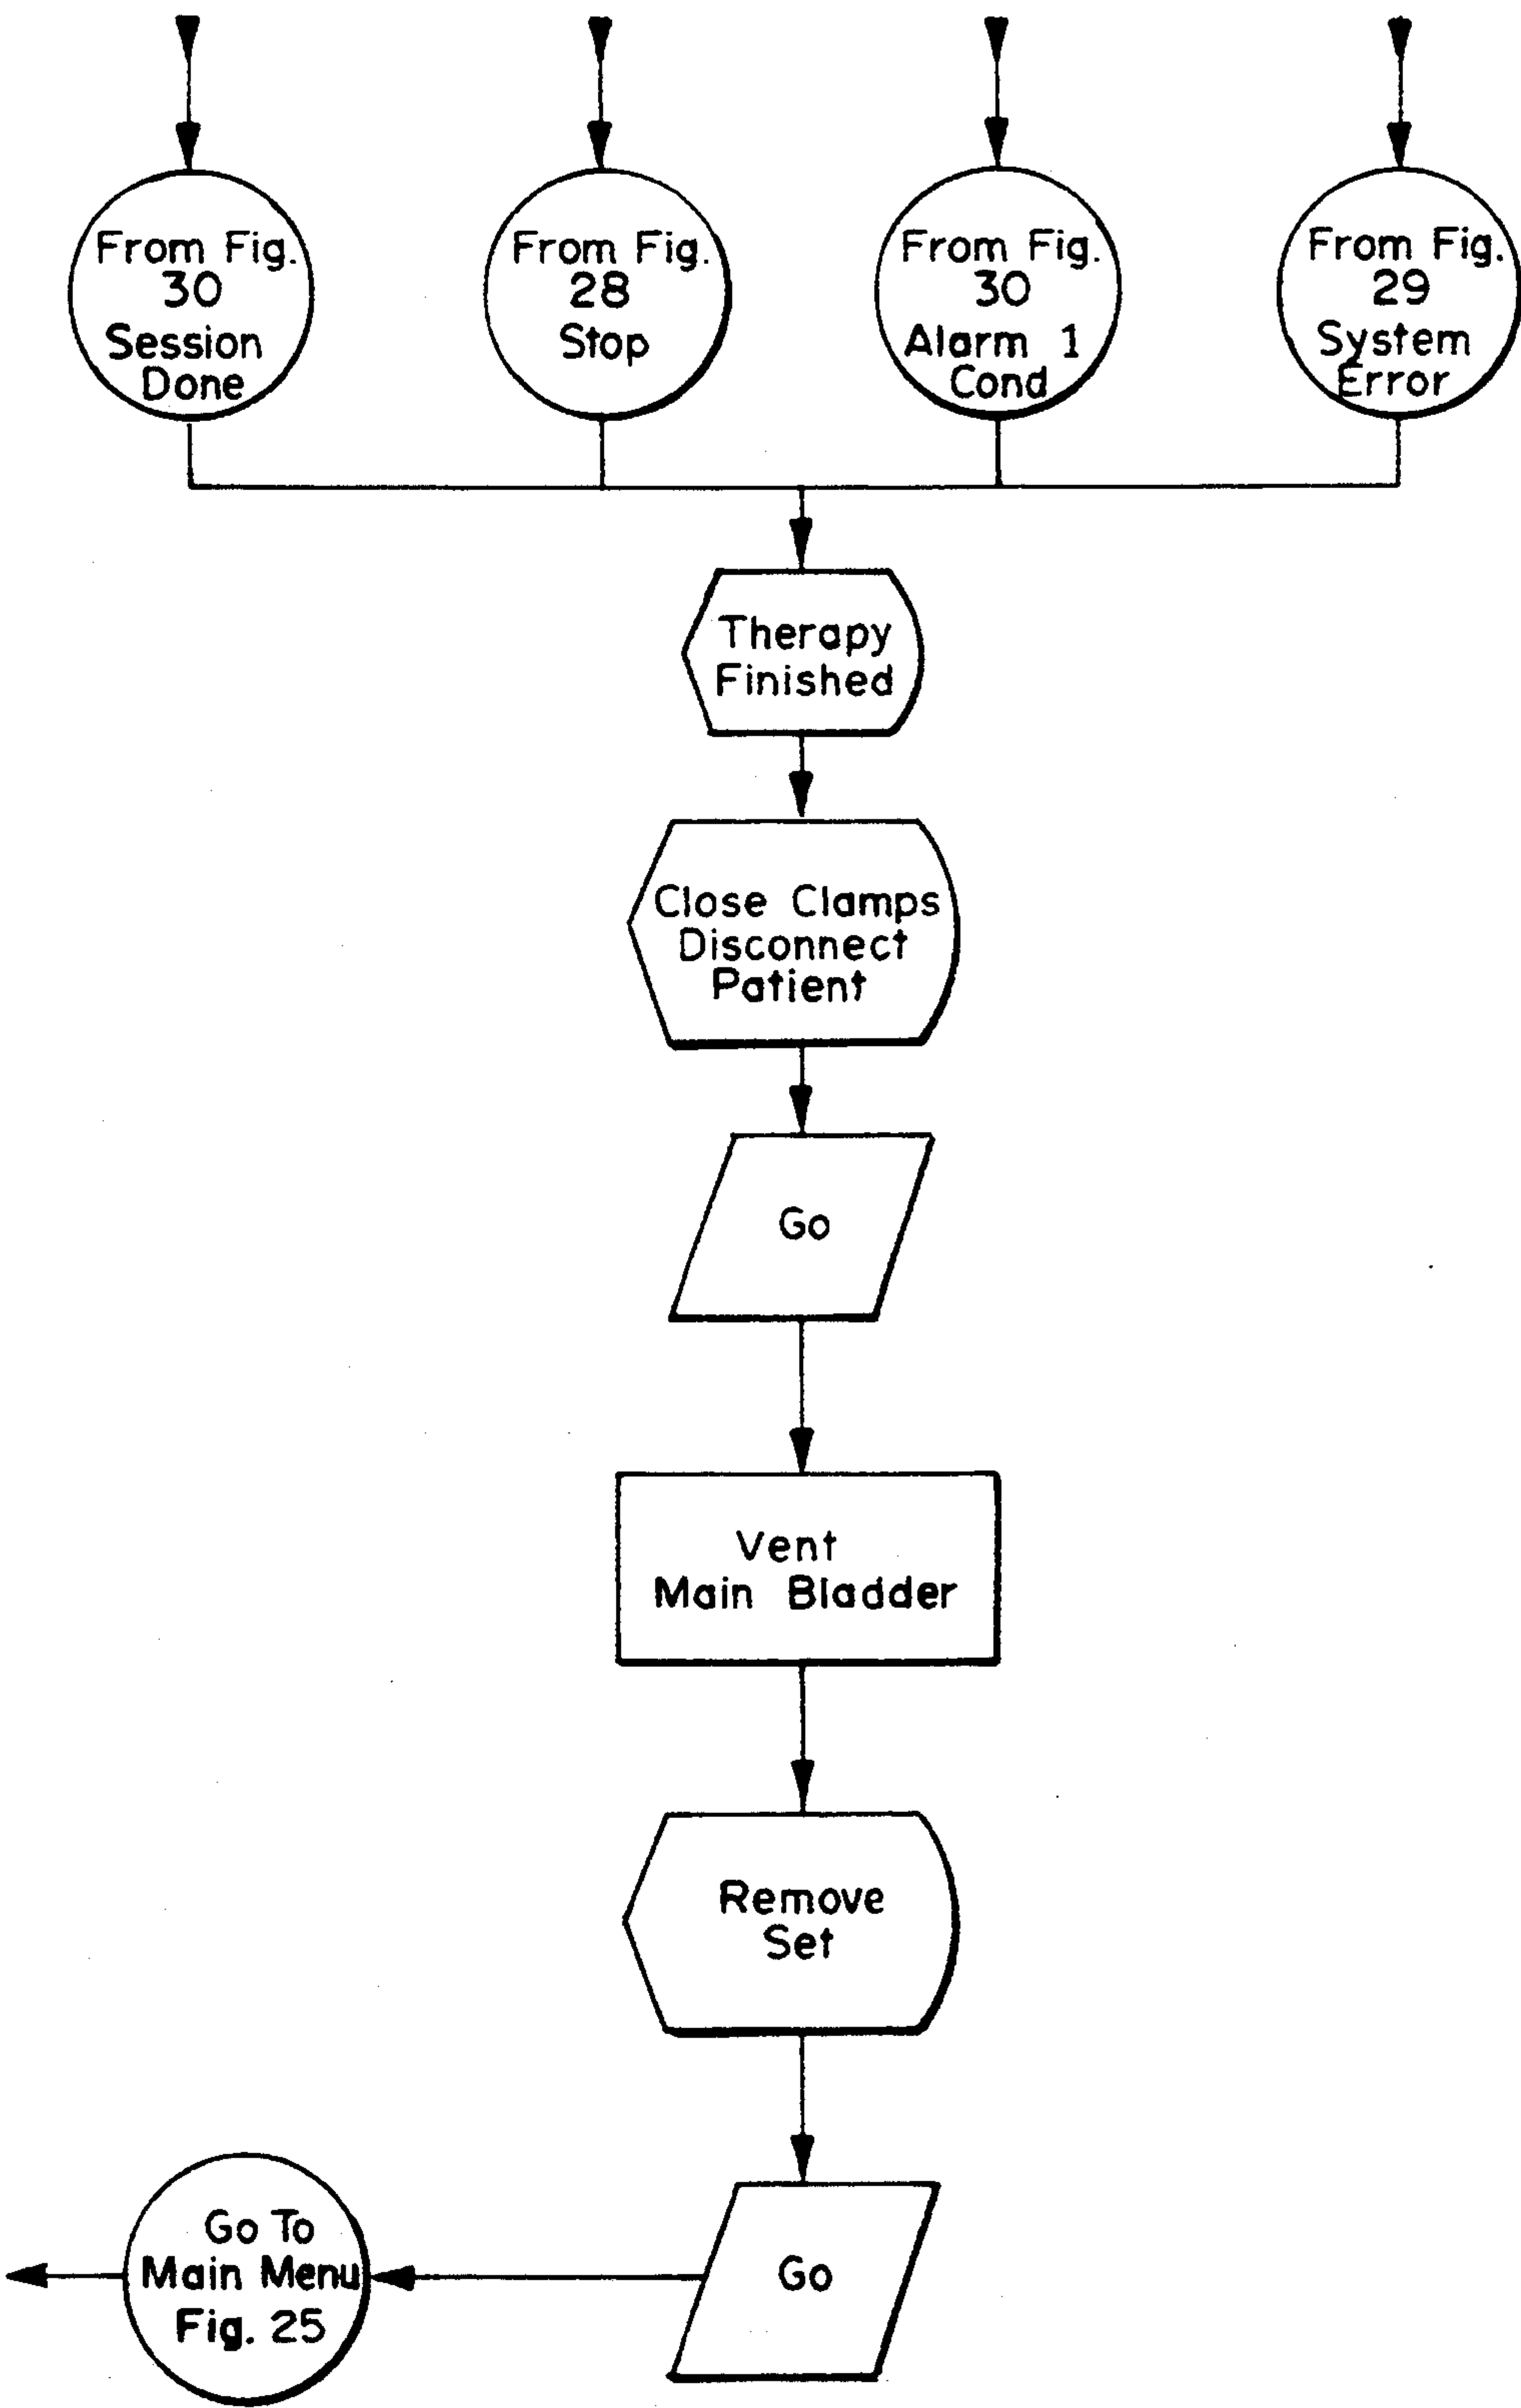 From Fig.
30
Session
Done
From Fig.
28
Stop
From Fig.
30
Alarm 1
Cond
From Fig.
29
System
Error
Therapy
Finished
Close Clamps
Disconnect
Patient
Go
Vent
Main Bladder
Remove
Set
Go
Go To
Main Menu
Fig. 25